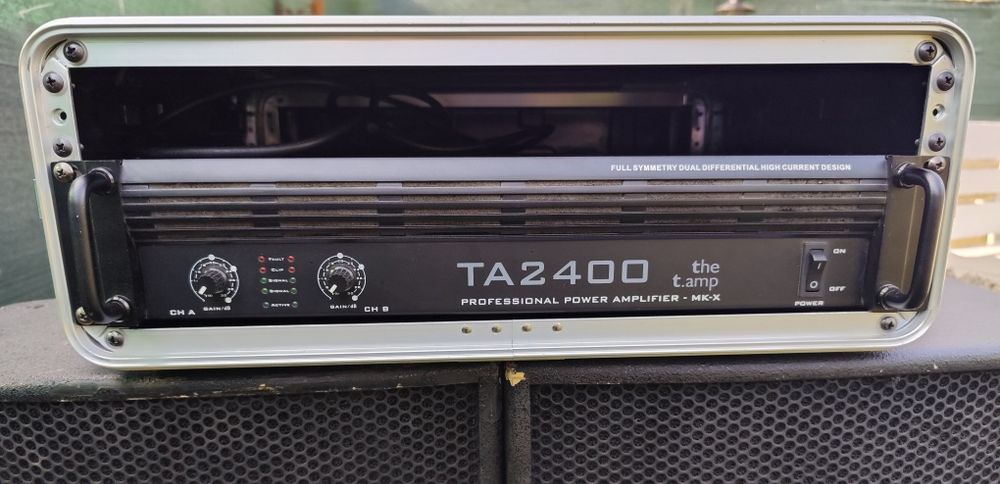 FULL SYMMETRY DUAL DIFFERENTIAL HIGH CURRENT DESIGN
FAULT
CLIP
SIGNAL
SIGNAL
ACTIVE
CH A
GAIN/dB
GAIN/dB
CH B
TA2400
the
t.amp
PROFESSIONAL POWER AMPLIFIER - MK-X
ON
OFF
POWER